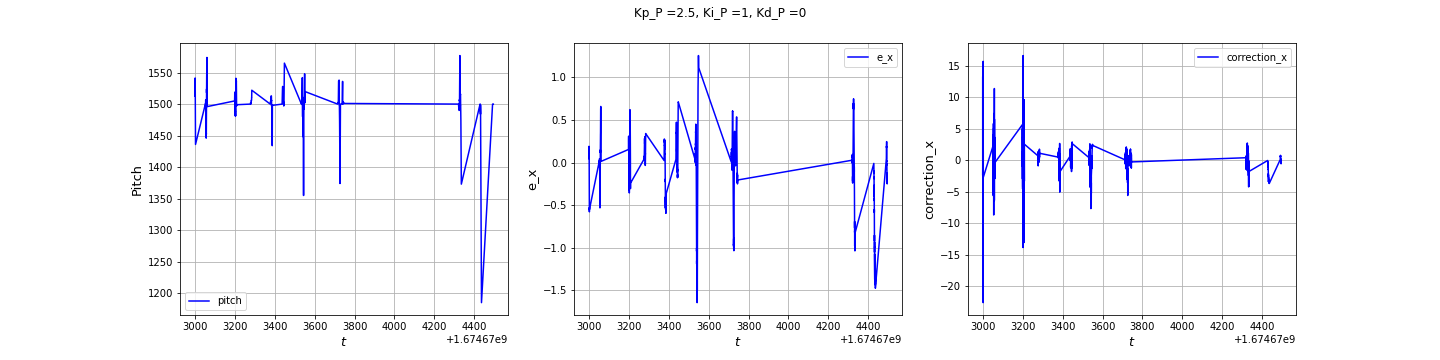 Kp_P =2.5, Ki_P =1, Kd_P =0
Pitch
1550
1500
1450
1400
1350
1300
1250
1200
pitch
3000 3200 3400 3600 3800 4000 4200 4400
+1.67467e9
t
e_x
1.0
0.5
0.0
−0.5
−1.0
−1.5
e_x
3000 3200 3400 3600 3800 4000 4200 4400
+1.67467e9
t
correction_x
15
10
5
0
−5
−10
−15
−20
correction_x
3000 3200 3400 3600 3800 4000 4200 4400
+1.67467e9
t